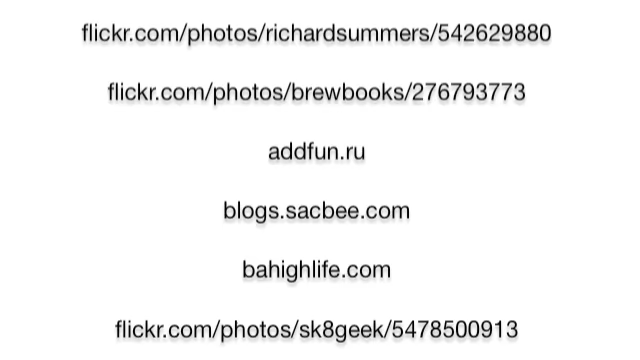 flickr.com/photos/richardsummers/542629880
flickr.com/photos/brewbooks/276793773
addfun.ru
blogs.sacbee.com
bahighlife.com
flickr.com/photos/sk8geek/5478500913